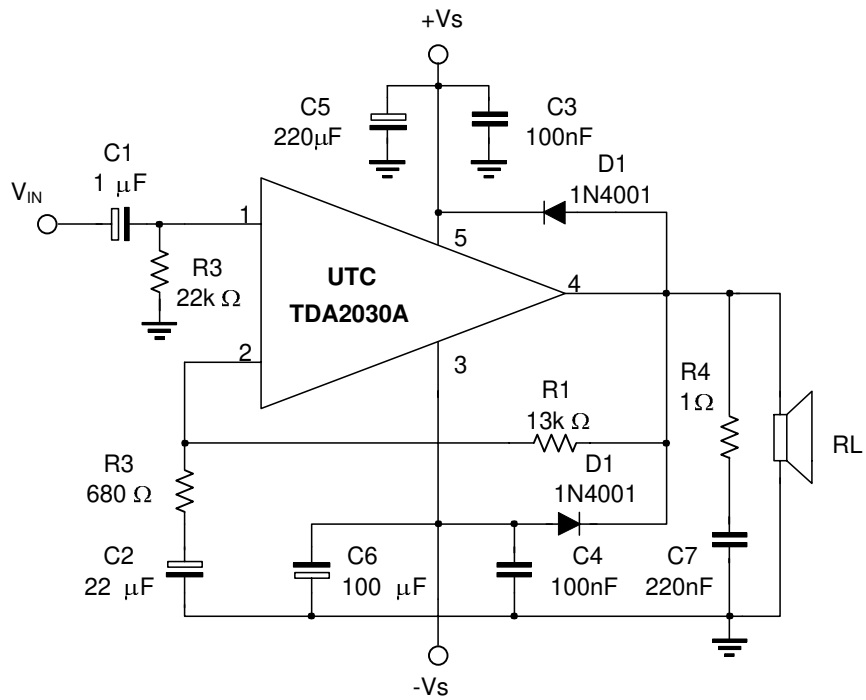 +Vs
C5
220μF
C3
100nF
C1
1 μF
D1
1N4001
VIN
1
5
R3
22k Ω
UTC
TDA2030A
4
2
3
R1
13k Ω
R4
1Ω
RL
R3
680 Ω
D1
1N4001
C2
22 μF
C6
100 μF
C4
100nF
C7
220nF
-Vs